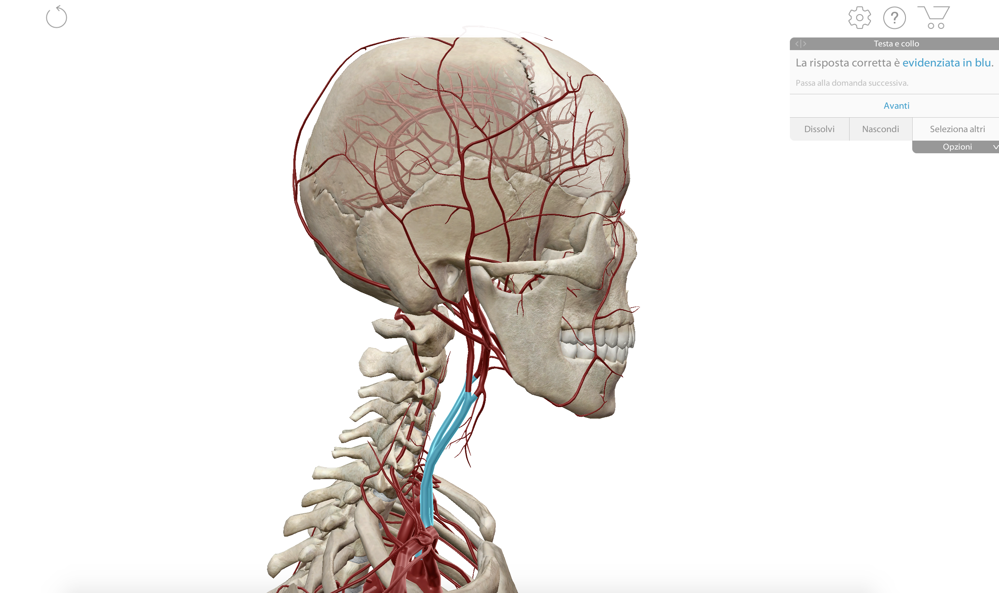 ?
Testa e collo
La risposta corretta è evidenziata in blu.
Passa alla domanda successiva.
Avanti
Dissolvi Nascondi Seleziona altri
Opzioni